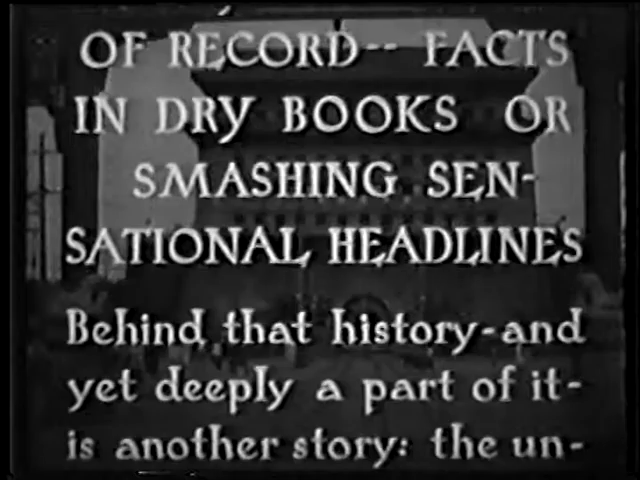 OF RECORD-- FACTS
IN DRY BOOKS OR
SMASHING SEN-
SATIONAL HEADLINES
Behind that history-and
yet deeply a part of it-
is another story: the un-